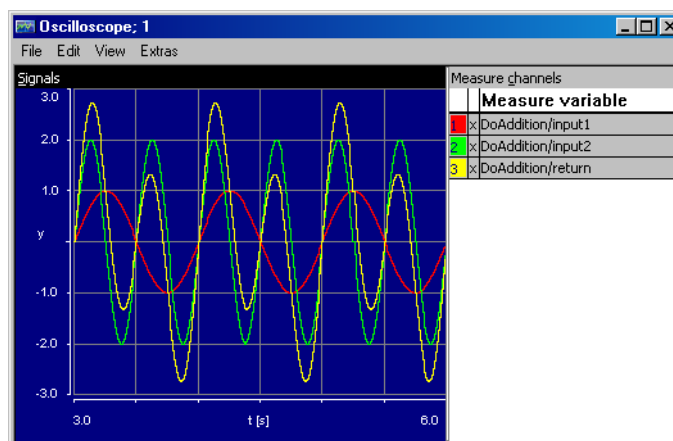 Oscilloscope; 1
File Edit View Extras
Signals
Measure channels
Measure variable
1 x DoAddition/input1
2 x DoAddition/input2
3 x DoAddition/return
3.0
2.0
1.0
y
-1.0
-2.0
-3.0
3.0 t [s] 6.0